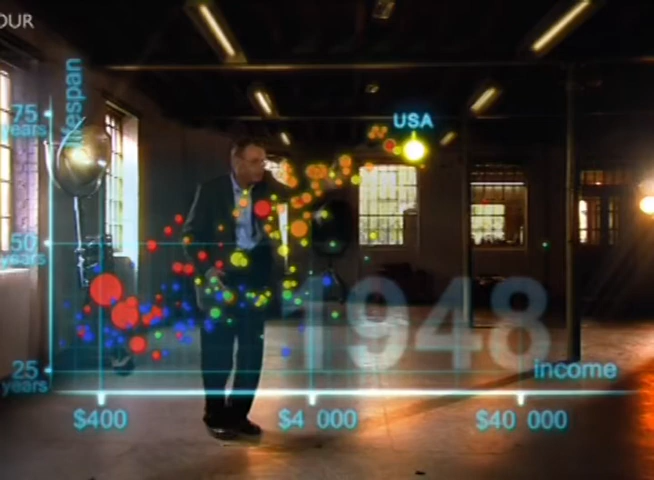 OUR
lifespan
75
years
USA
50
years
1948
25
years
income
$400
$4 000
$40 000